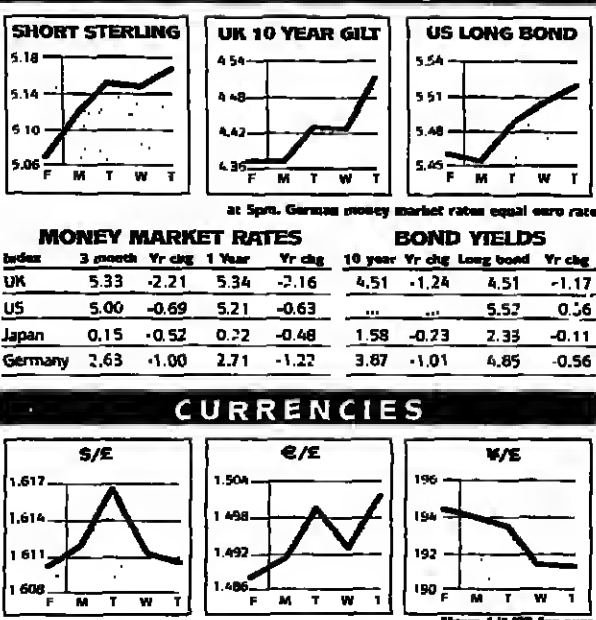 SHORT STERLING UK 10 YEAR GILT US LONG BOND
5.18 4.54 5.54
5.14 4.48 5.51
5.10 4.42 5.48
5.06 4.36 5.45
F M T W T F M T W T F M T W T
at 5pm. German money market rates equal euro rate
MONEY MARKET RATES BOND YIELDS
Index 3 month Yr chg 1 Year Yr chg 10 year Yr chg Long bond Yr chg
UK 5.33 -2.21 5.34 -2.16 4.51 -1.24 4.51 -1.17
US 5.00 -0.69 5.21 -0.63 ... ... 5.52
Japan 0.15 -0.52 0.22 -0.48 1.58 -0.23 2.33 -0.11
Germany 2.63 -1.00 2.71 -1.22 3.87 -1.01 4.85 -0.56
CURRENCIES
$/£ €/£ ¥/£
1.617 1.504 196
1.614 1.498 194
1.611 1.492 192
1.608 1.486 190
F M T W T F M T W T F M T W T